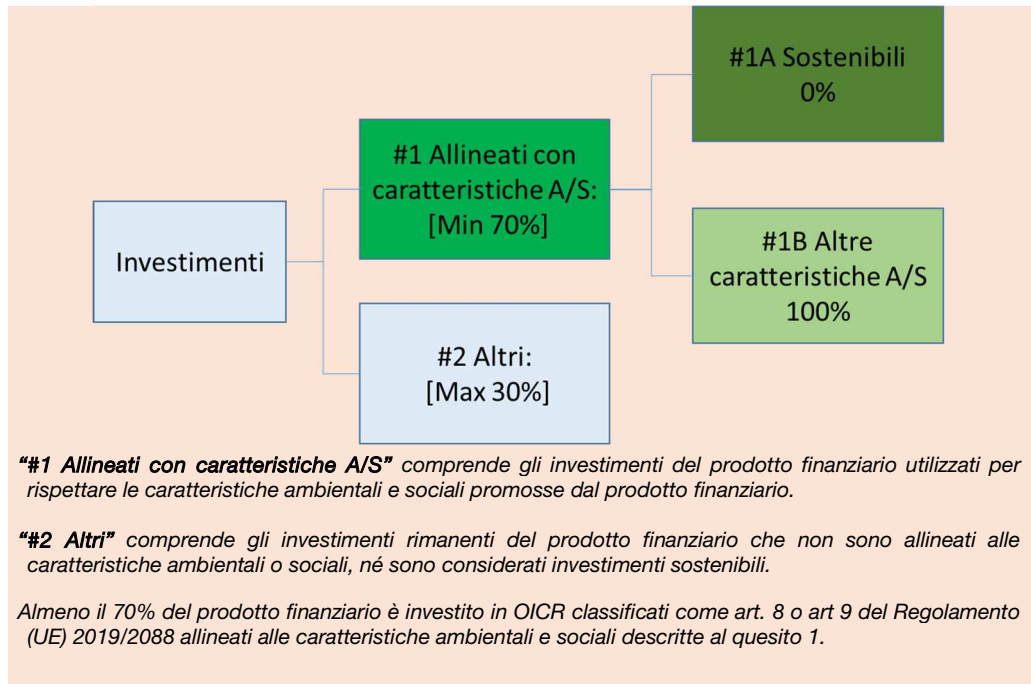 #1A Sostenibili
0%
#1 Allineati con
caratteristiche A/S:
[Min 70%]
Investimenti
#1B Altre
caratteristiche A/S
100%
#2 Altri:
[Max 30%]
“#1 Allineati con caratteristiche A/S” comprende gli investimenti del prodotto finanziario utilizzati per
rispettare le caratteristiche ambientali e sociali promosse dal prodotto finanziario.
“#2 Altri” comprende gli investimenti rimanenti del prodotto finanziario che non sono allineati alle
caratteristiche ambientali o sociali, né sono considerati investimenti sostenibili.
Almeno il 70% del prodotto finanziario è investito in OICR classificati come art. 8 o art 9 del Regolamento
(UE) 2019/2088 allineati alle caratteristiche ambientali e sociali descritte al quesito 1.